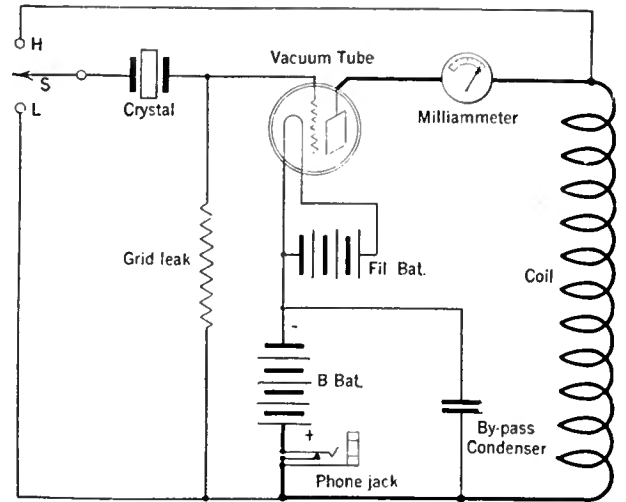 H
Vacuum Tube
S
L
Crystal
Milliammeter
Grid leak
Fil Bat.
Coil
-
B Bat.
+
By-pass
Condenser
Phone jack